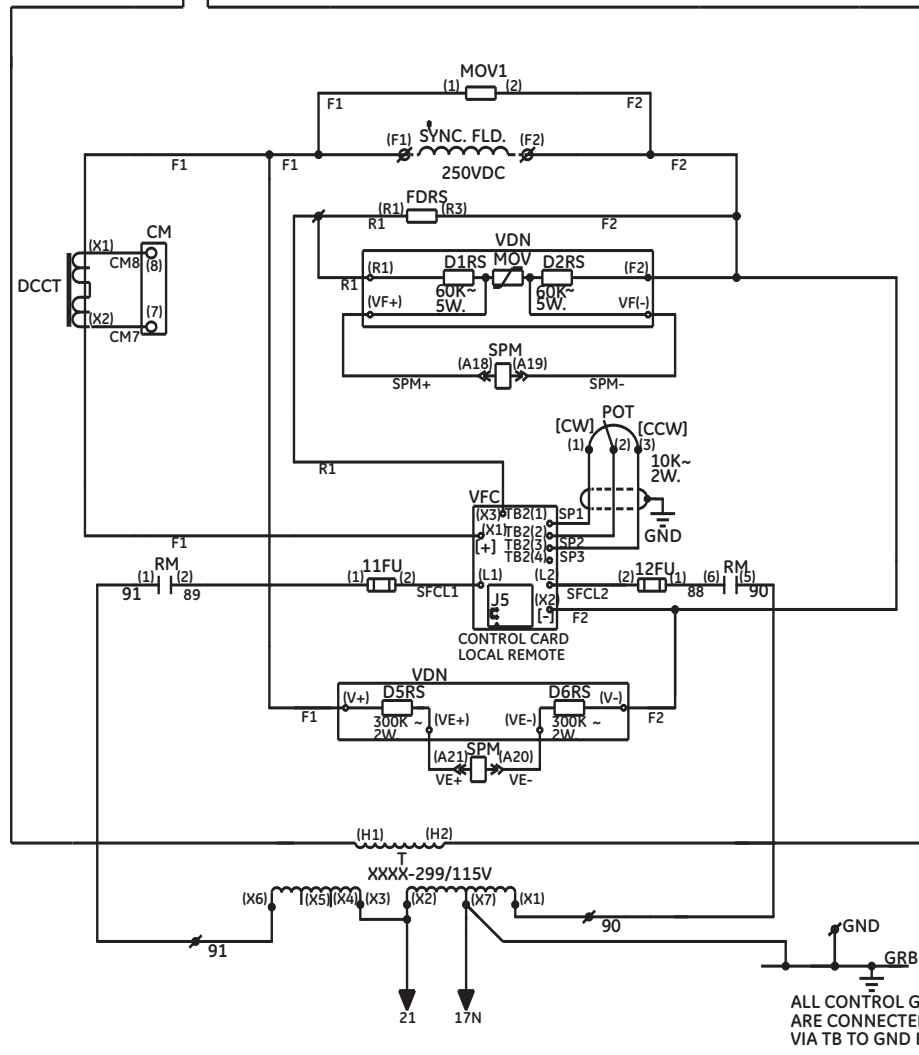 MOV1
(1) (2)
F1 F2
(F1) SYNC. FLD. (F2)
F1 F1 F2
250VDC
FDRS
(R1) (R3)
R1 F2
CM
(X1)
CM8 (8)
DCCT
(7)
(X2)
CM7
VDN
D1RS MOV D2RS
(R1) (F2)
R1
60K~ 60K~
5W. 5W.
(VF+) VF(-)
SPM
(A18) (A19)
SPM+ SPM-
POT
[CW] [CCW]
(1) (2) (3)
10K~
2W.
R1
VFC
(X3) TB2(1) SP1
(X1) TB2(2)
[+] TB2(3) SP2
TB2(4) SP3
GND
F1
RM 11FU 12FU RM
(1) (2) (1) (2) (L1) (L2 (2) (1) (6) (5)
91 89 SFCL1 SFCL2 88 90
J5 (X2)
[-] F2
CONTROL CARD
LOCAL REMOTE
VDN
D5RS D6RS
(V+) (V-)
F1 F2
300K ~ 300K ~
2W. 2W.
(VE+) (VE-)
SPM
(A21) (A20)
VE+ VE-
(H1) (H2)
T
XXXX-299/115V
(X6) (X5) (X4) (X3) (X2) (X7) (X1)
91 90
GND
GRB
21 17N
ALL CONTROL G
ARE CONNECTE
VIA TB TO GND